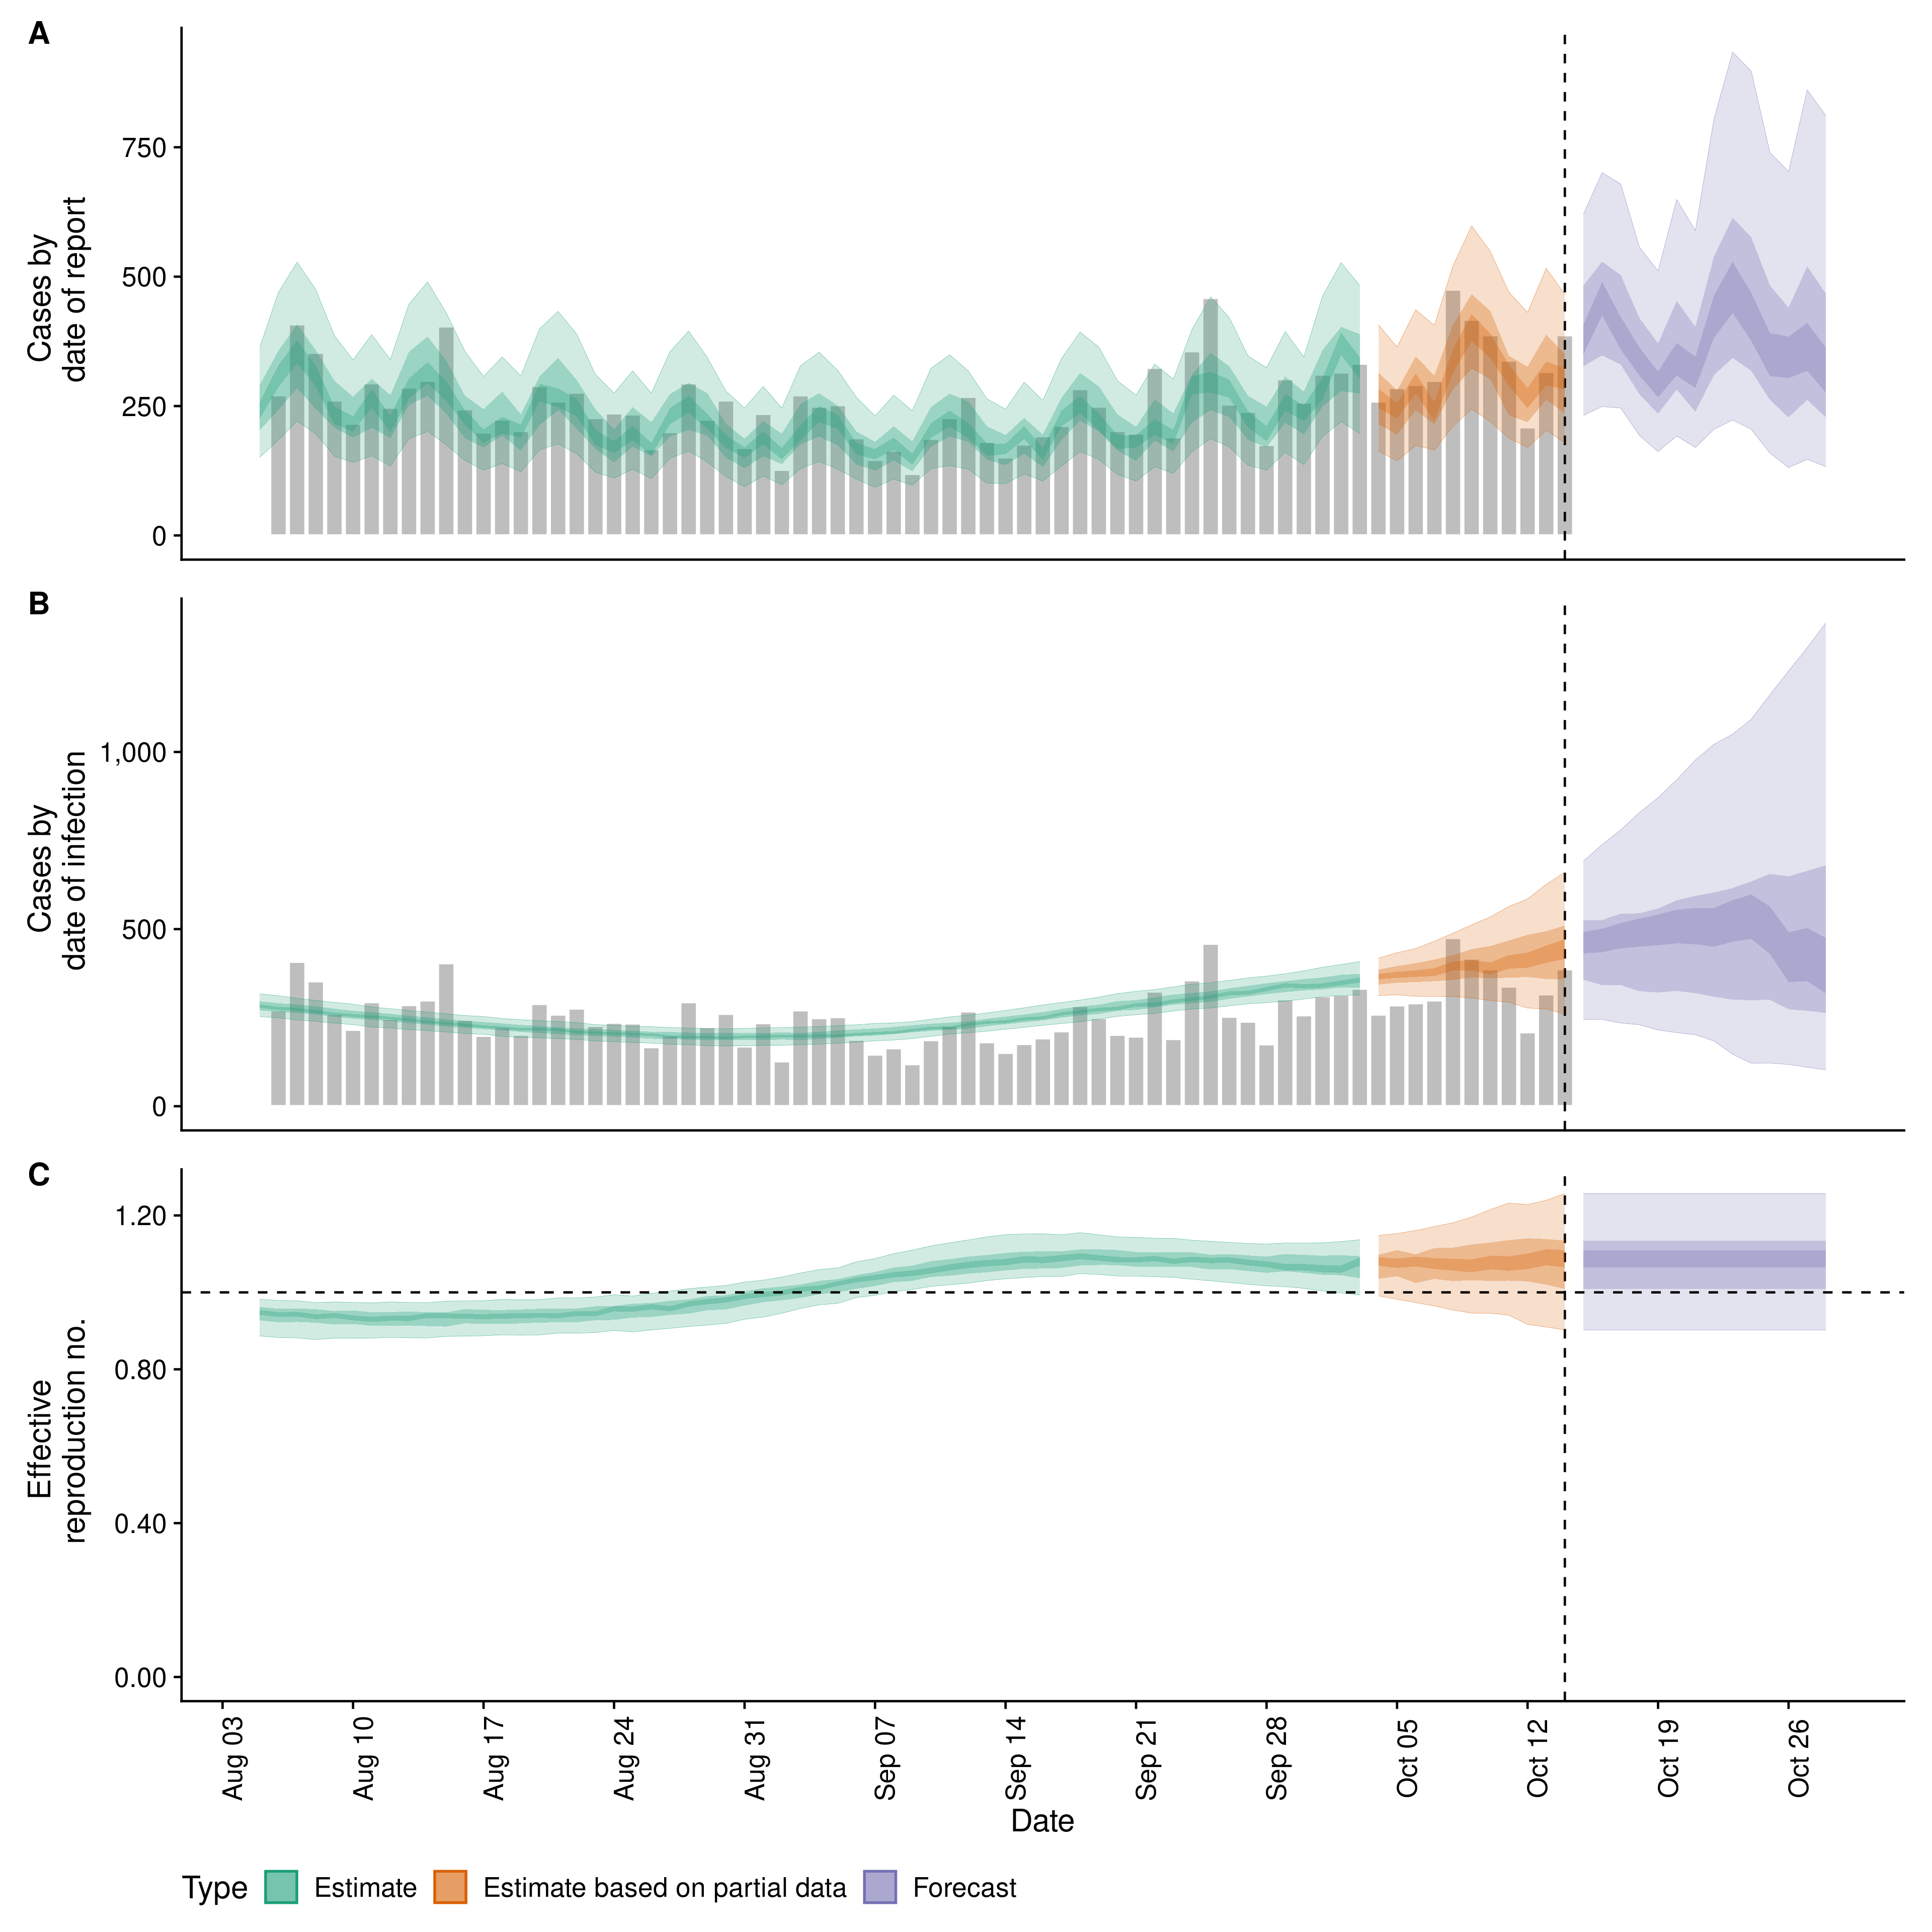 A
Cases by
date of report
750
500
250
0
B
Cases by
date of infection
1,000
500
0
C
Effective
reproduction no.
1.20
0.80
0.40
0.00
Aug 03
Aug 10
Aug 17
Aug 24
Aug 31
Sep 07
Sep 14
Sep 21
Sep 28
Oct 05
Oct 12
Oct 19
Oct 26
Date
Type Estimate Estimate based on partial data Forecast